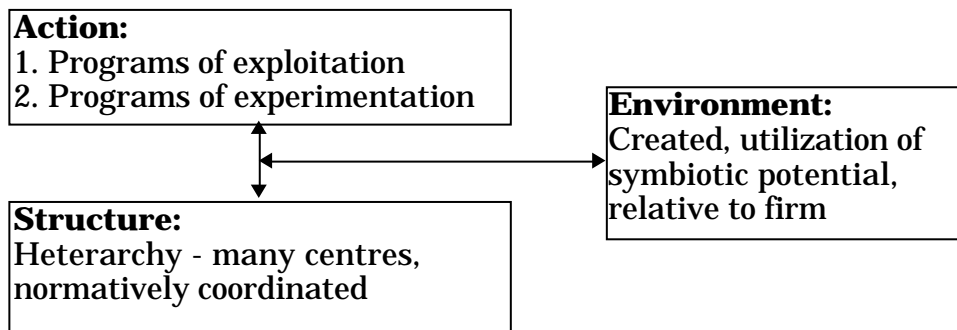 Action:
1. Programs of exploitation
2. Programs of experimentation
Environment:
Created, utilization of
symbiotic potential,
relative to firm
Structure:
Heterarchy - many centres,
normatively coordinated